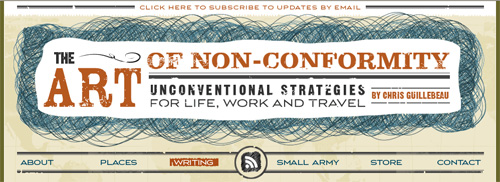 CLICK HERE TO SUBSCRIBE TO UPDATES BY EMAIL
THE ART OF NON-CONFORMITY
UNCONVENTIONAL STRATEGIES
FOR LIFE, WORK AND TRAVEL
BY CHRIS GUILLEBEAU
ABOUT PLACES WRITING SMALL ARMY STORE CONTACT